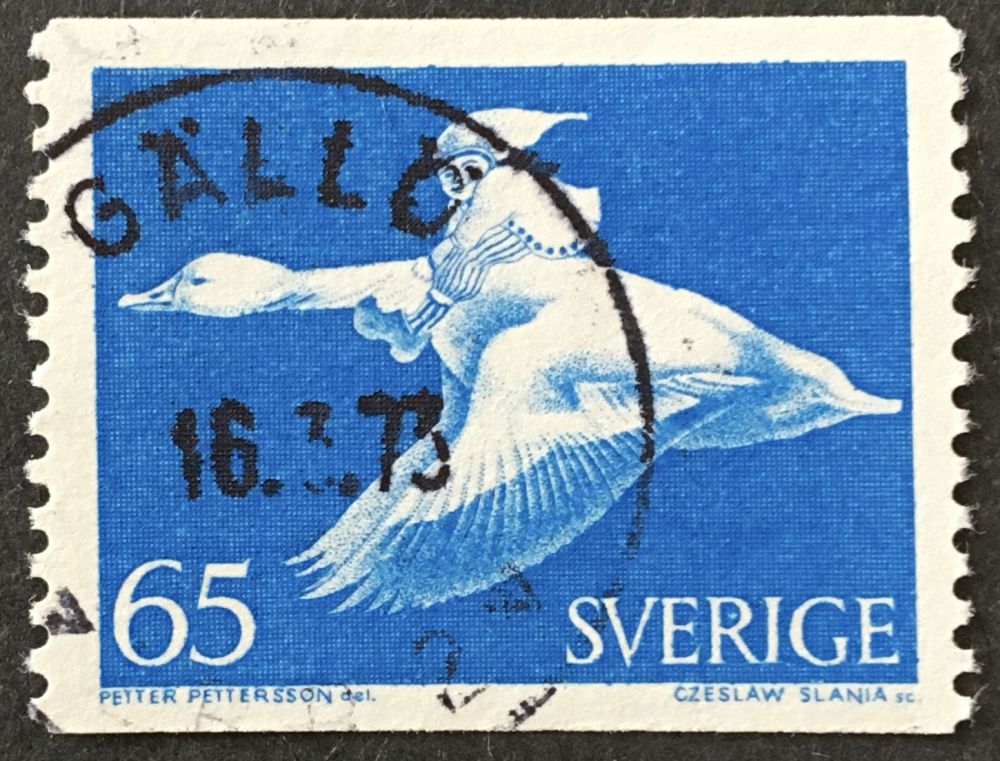 GÄLLÖ
16.3.73
65
SVERIGE
PETTER PETTERSSON del.
CZESLAW SLANIA sc.